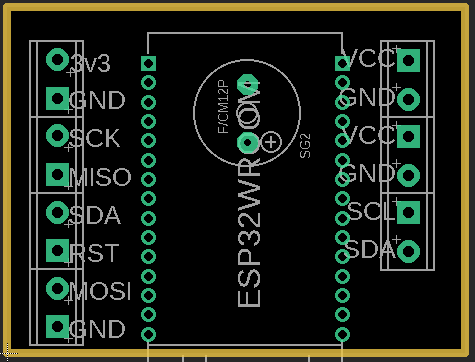 3v3
GND
SCK
MISO
SDA
RST
MOSI
GND
F/CM12P
SG2
ESP32WROOM
VCC
GND
VCC
GND
SCL
SDA